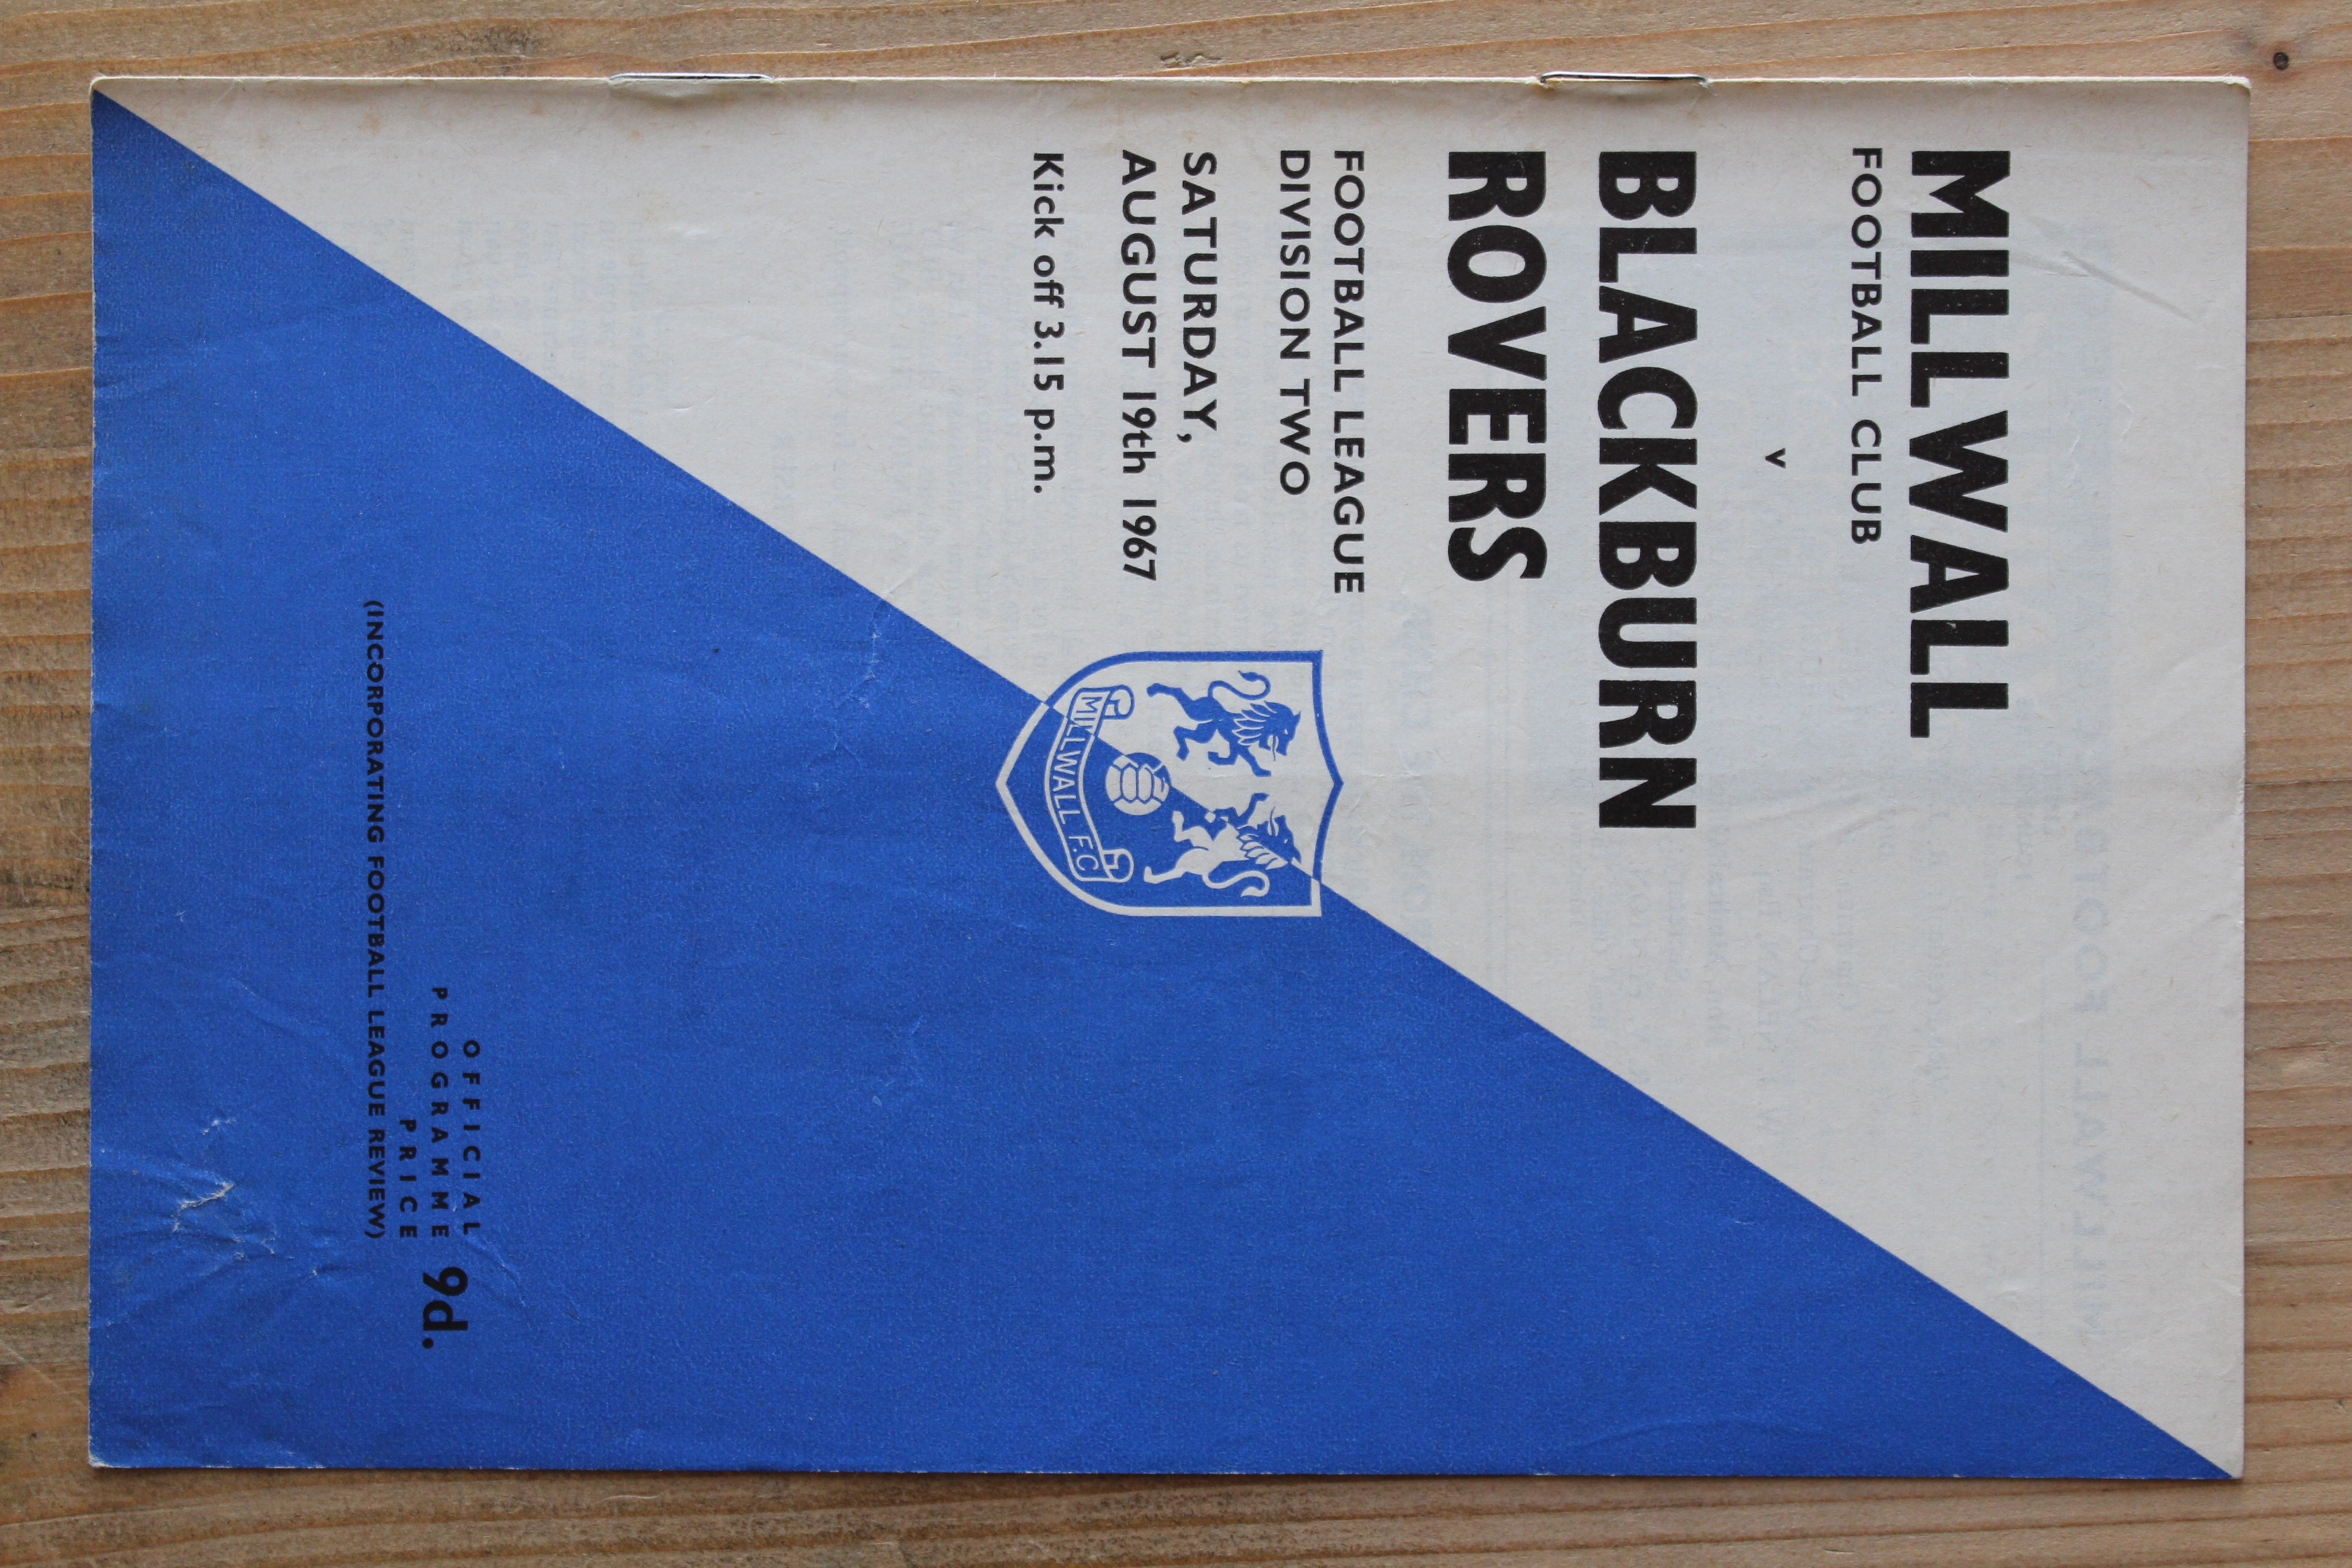 MILLWALL
FOOTBALL CLUB
v
BLACKBURN
ROVERS
FOOTBALL LEAGUE
DIVISION TWO
SATURDAY,
AUGUST 19th 1967
Kick off 3.15 p.m.
MILLWALL F.C
OFFICIAL
PROGRAMME 9d.
PRICE
(INCORPORATING FOOTBALL LEAGUE REVIEW)